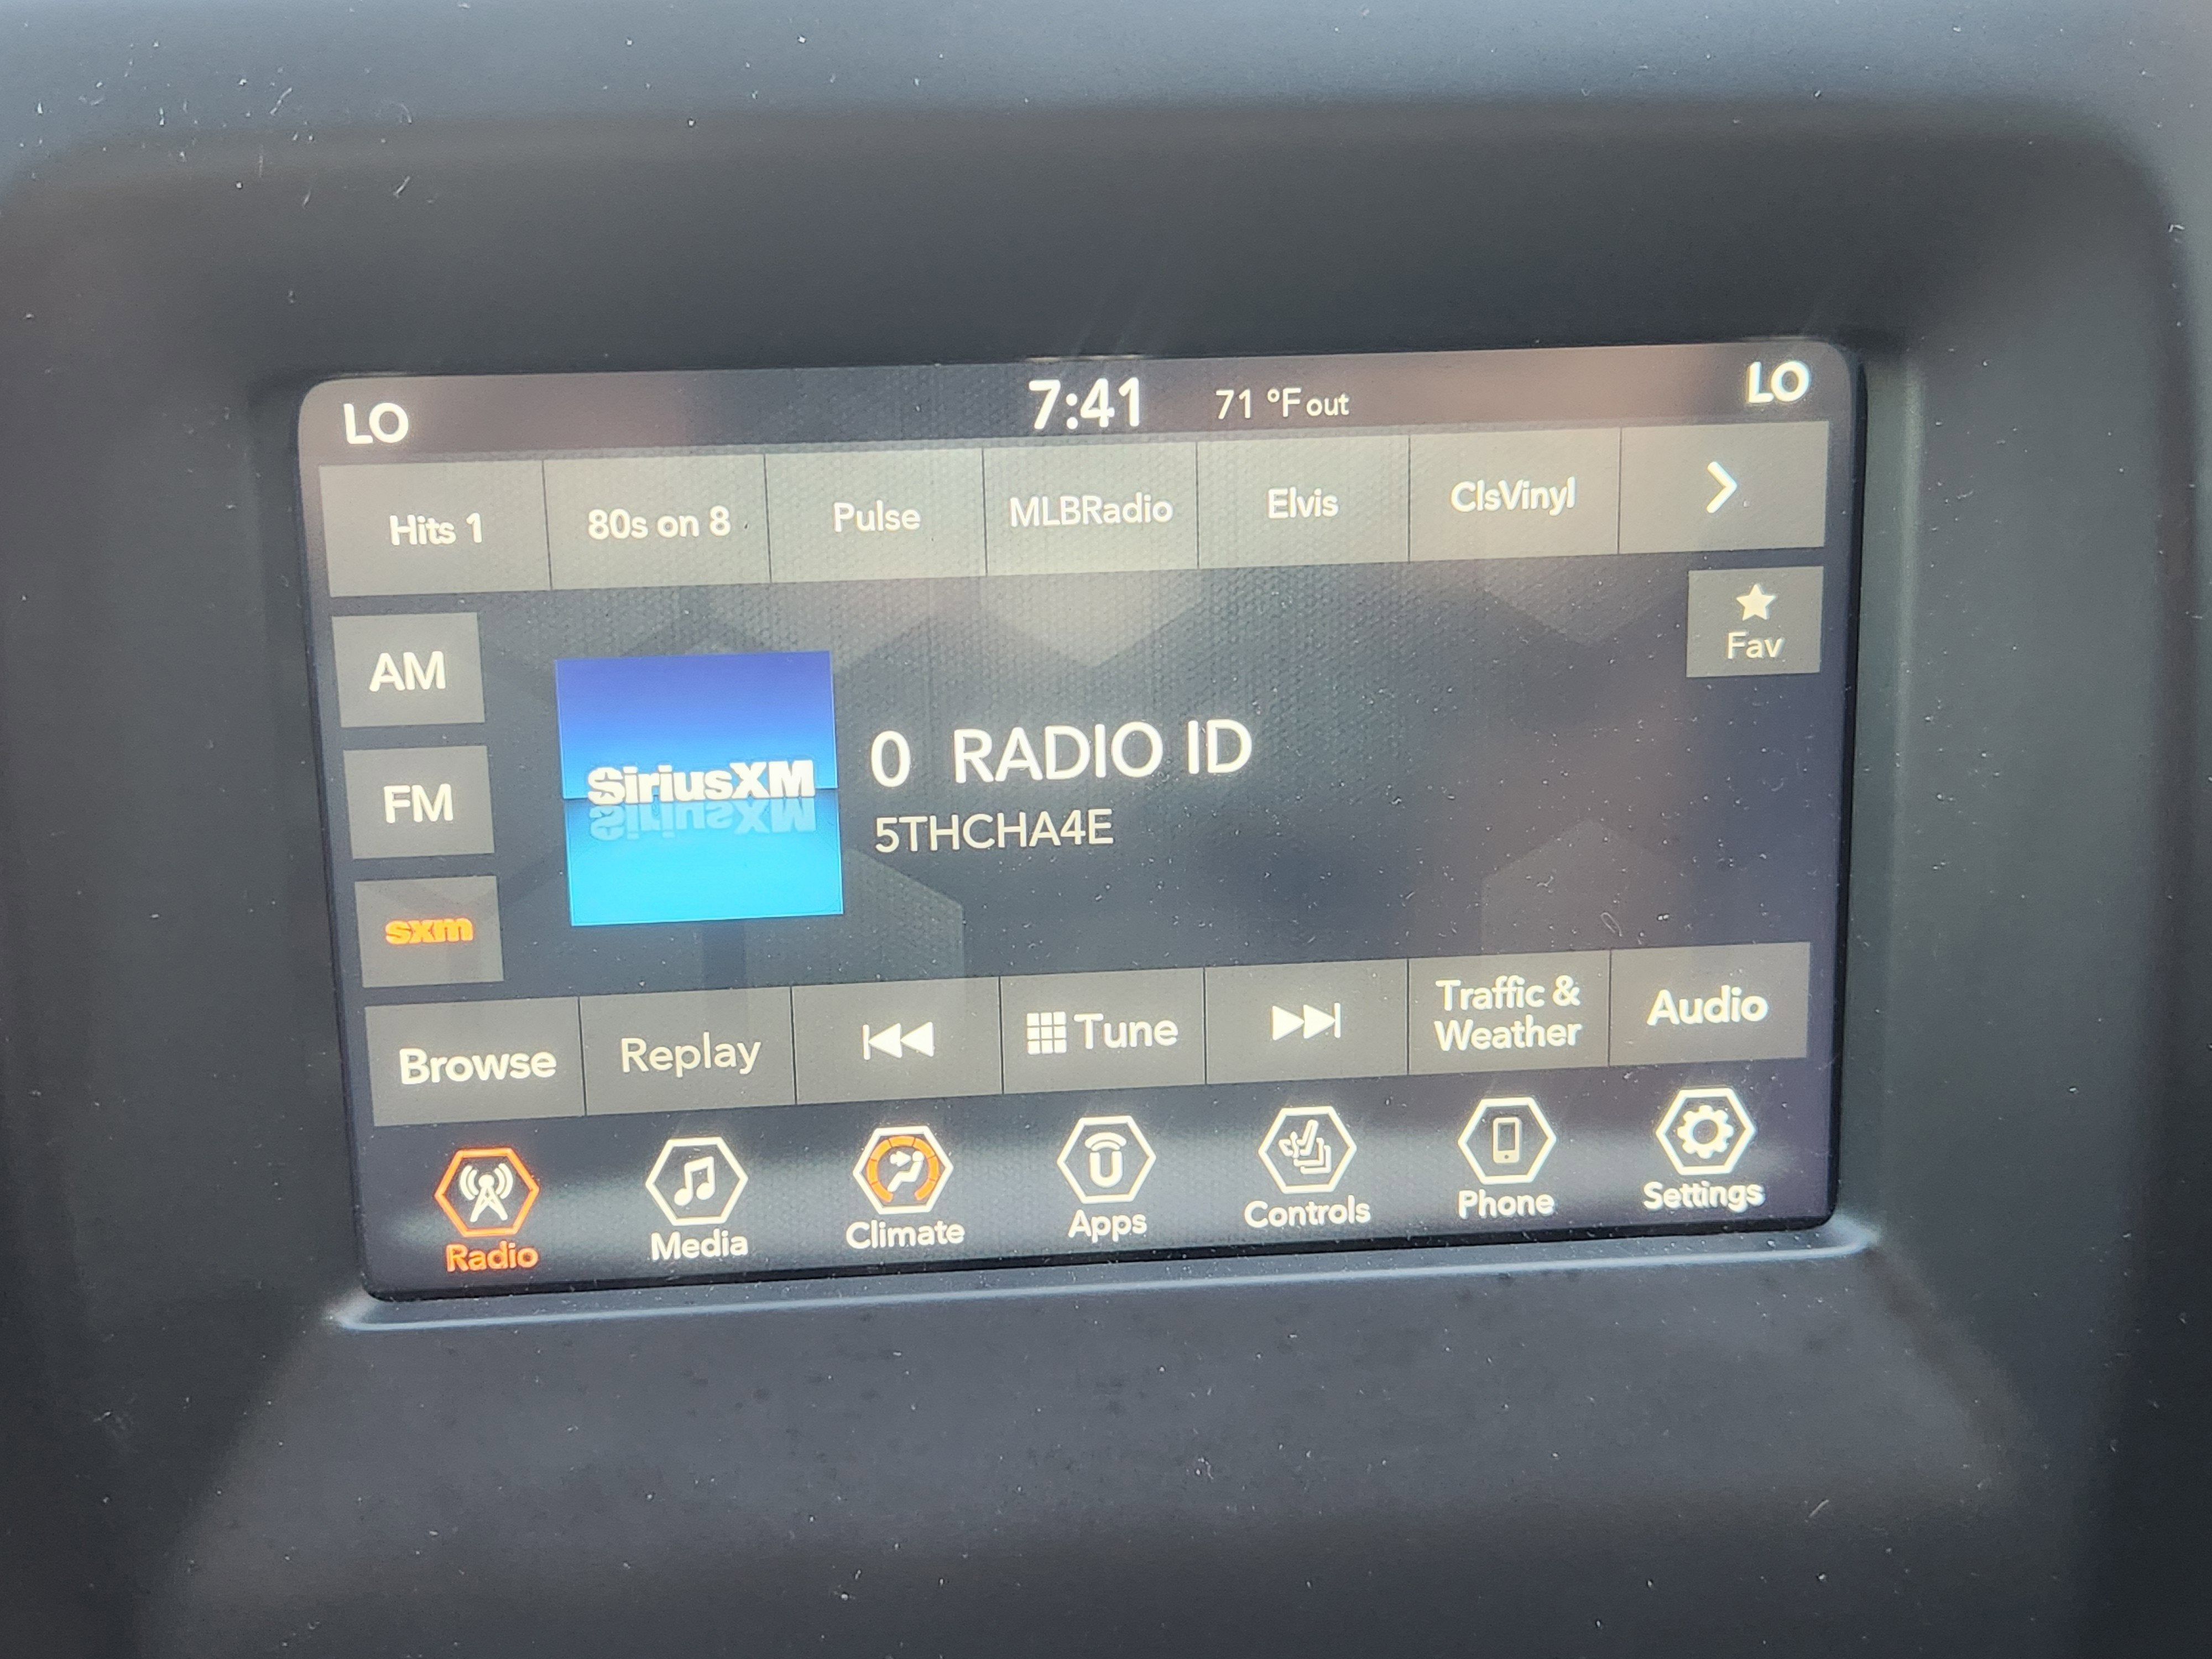 LO 7:41 71 °F out LO
Hits 1 80s on 8 Pulse MLBRadio Elvis ClsVinyl
Fav
AM
FM
sxm
SiriusXM
0 RADIO ID
5THCHA4E
Browse Replay Tune Traffic & Weather Audio
Radio Media Climate Apps Controls Phone Settings